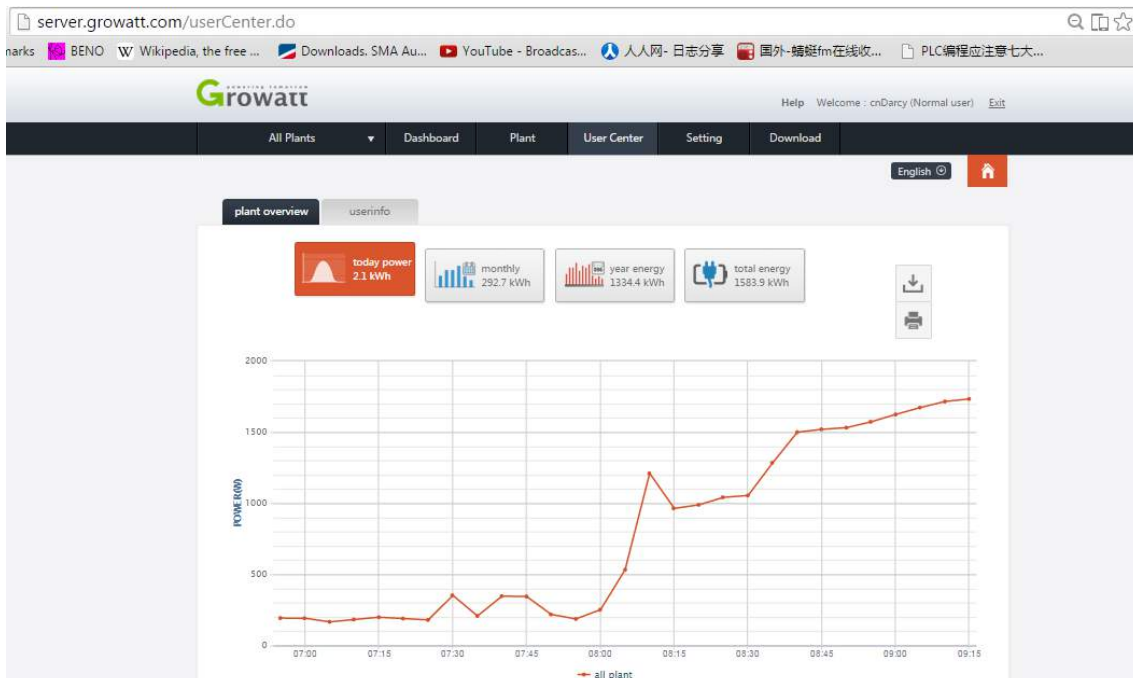 server.growatt.com/userCenter.do
narks BENO W Wikipedia, the free ... Downloads. SMA Au... YouTube - Broadcas... 人人网- 日志分享 国外-蜻蜓fm在线收... PLC编程应注意七大...
powering tomorrow
Growatt
Help Welcome : cnDarcy (Normal user) Exit
All Plants Dashboard Plant User Center Setting Download
English
plant overview userinfo
today power
2.1 kWh
monthly
292.7 kWh
year energy
1334.4 kWh
total energy
1583.9 kWh
2000
1500
1000
500
0
POWER(W)
07:00 07:15 07:30 07:45 08:00 08:15 08:30 08:45 09:00 09:15
all plant